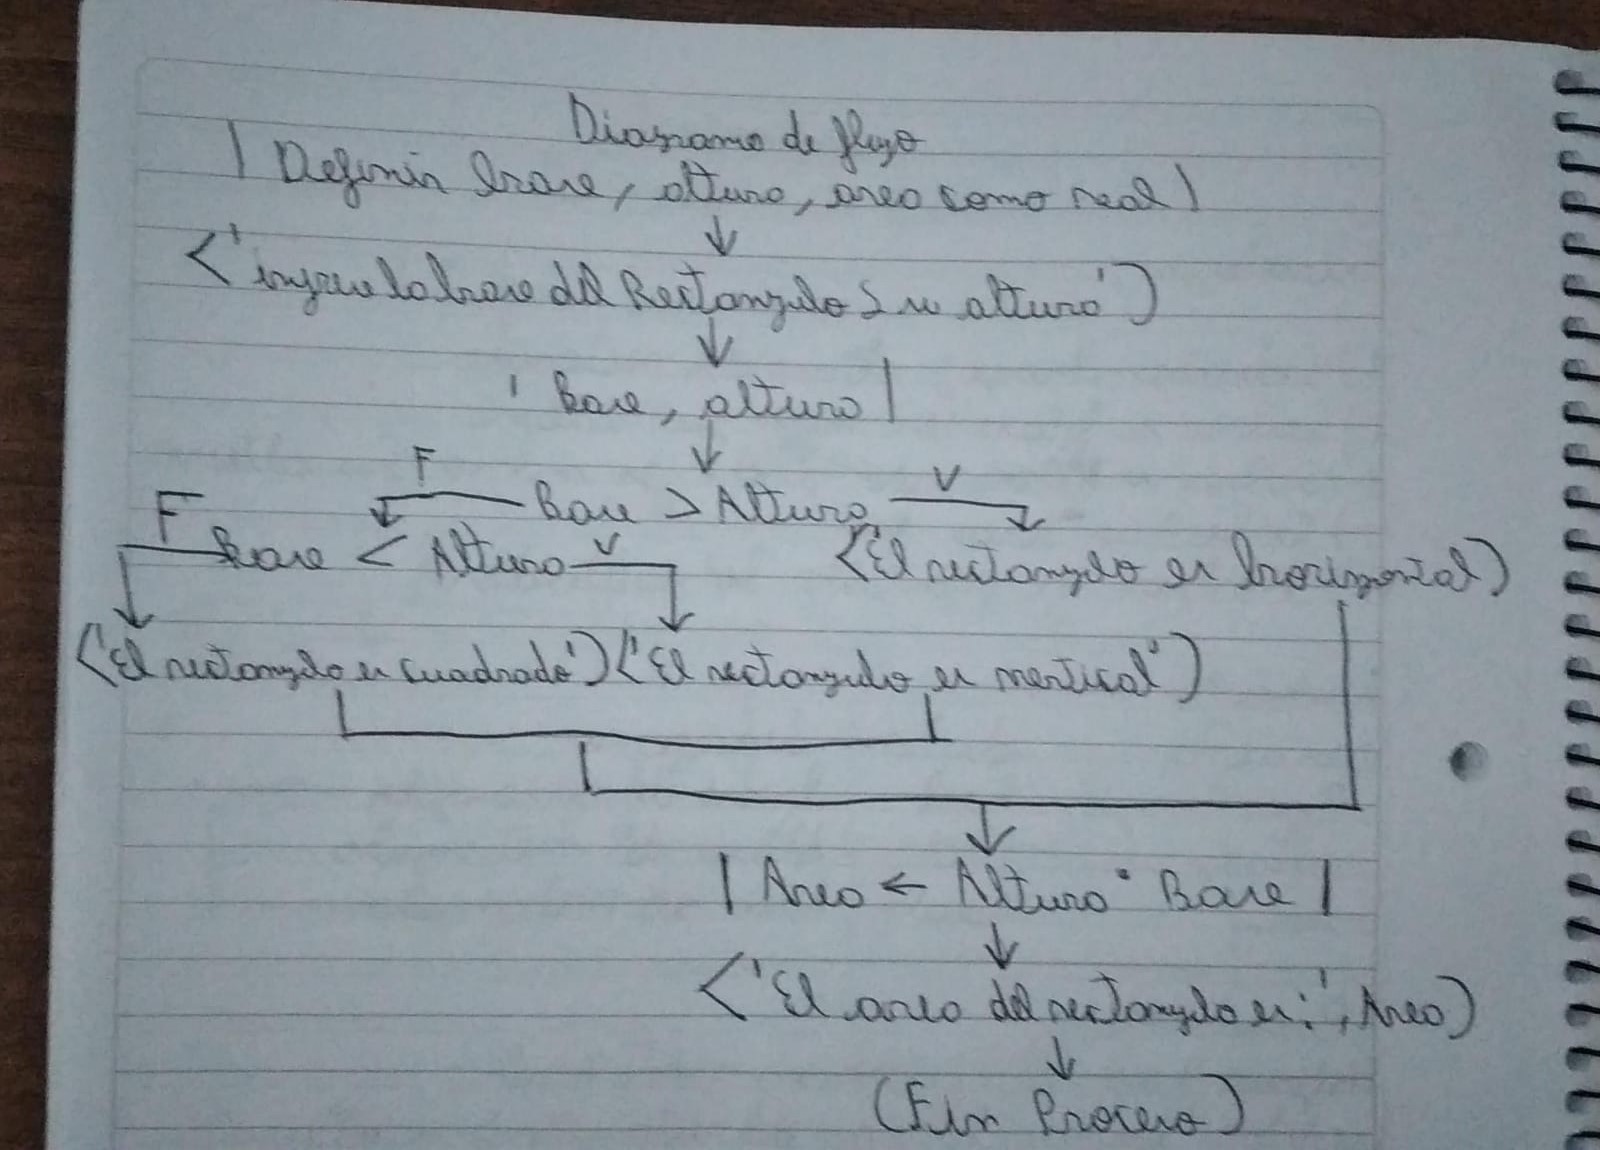 Diagrama de flujo
| Definir base, altura, area como real |
<'ingrese la base del Rectangulo y su altura')
' Base, altura |
F Base > Altura V
F Base < Altura V
<'El rectangulo es horizontal)
('El rectangulo es cuadrado') <'El rectangulo es vertical')
| Area ← Altura * Base |
<'El area del rectangulo es:', Area)
(Fin Proceso)